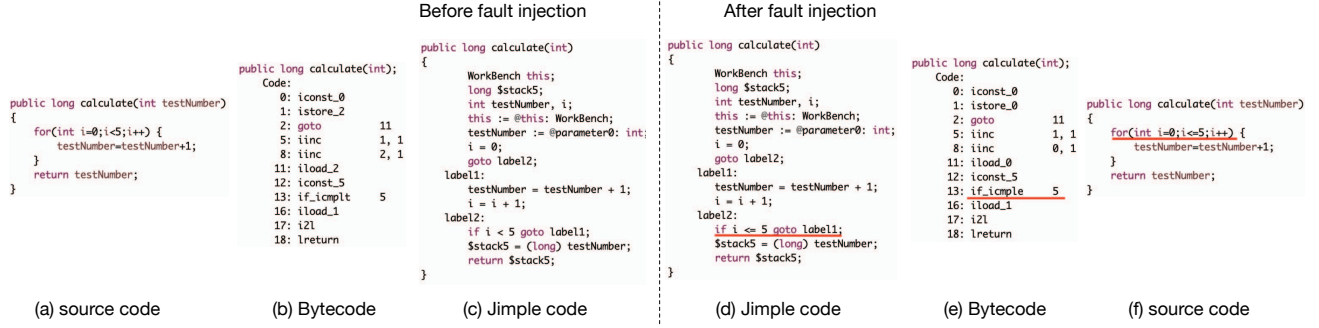 Before fault injection
After fault injection
public long calculate(int testNumber)
{
for(int i=0;i<5;i++) {
testNumber=testNumber+1;
}
return testNumber;
}
(a) source code
public long calculate(int);
Code:
0: iconst_0
1: istore_2
2: goto 11
5: iinc 1, 1
8: iinc 2, 1
11: iload_2
12: iconst_5
13: if_icmplt 5
16: iload_1
17: i2l
18: lreturn
(b) Bytecode
public long calculate(int)
{
WorkBench this;
long $stack5;
int testNumber, i;
this := @this: WorkBench;
testNumber := @parameter0: int;
i = 0;
goto label2;
label1:
testNumber = testNumber + 1;
i = i + 1;
label2:
if i < 5 goto label1;
$stack5 = (long) testNumber;
return $stack5;
}
(c) Jimple code
public long calculate(int)
{
WorkBench this;
long $stack5;
int testNumber, i;
this := @this: WorkBench;
testNumber := @parameter0: int;
i = 0;
goto label2;
label1:
testNumber = testNumber + 1;
i = i + 1;
label2:
if i <= 5 goto label1;
$stack5 = (long) testNumber;
return $stack5;
}
(d) Jimple code
public long calculate(int);
Code:
0: iconst_0
1: istore_0
2: goto 11
5: iinc 1, 1
8: iinc 0, 1
11: iload_0
12: iconst_5
13: if_icmple 5
16: iload_1
17: i2l
18: lreturn
(e) Bytecode
public long calculate(int testNumber)
{
for(int i=0;i<=5;i++) {
testNumber=testNumber+1;
}
return testNumber;
}
(f) source code